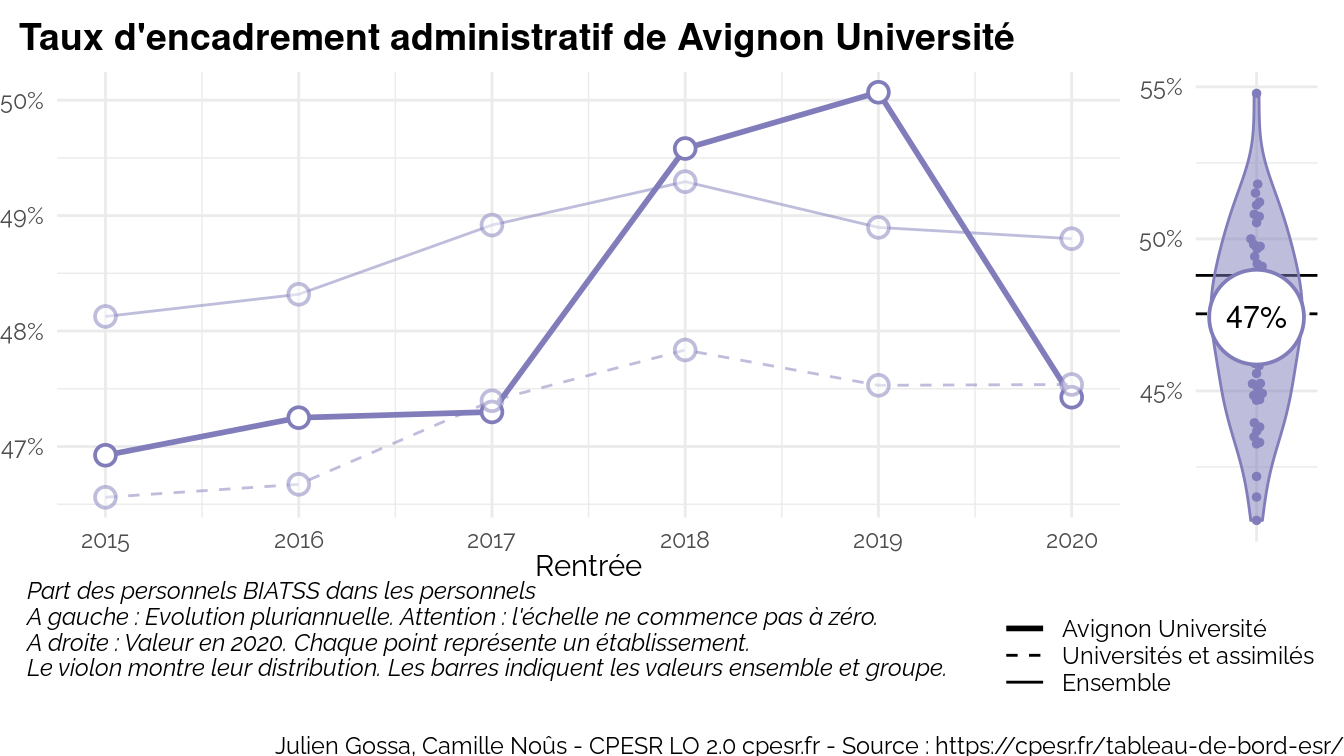 Taux d'encadrement administratif de Avignon Université
50%
49%
48%
47%
2015 2016 2017 2018 2019 2020
Rentrée
55%
50%
45%
47%
Part des personnels BIATSS dans les personnels
A gauche : Evolution pluriannuelle. Attention : l'échelle ne commence pas à zéro.
A droite : Valeur en 2020. Chaque point représente un établissement.
Le violon montre leur distribution. Les barres indiquent les valeurs ensemble et groupe.
Avignon Université
Universités et assimilés
Ensemble
Julien Gossa, Camille Noûs - CPESR LO 2.0 cpesr.fr - Source : https://cpesr.fr/tableau-de-bord-esr/